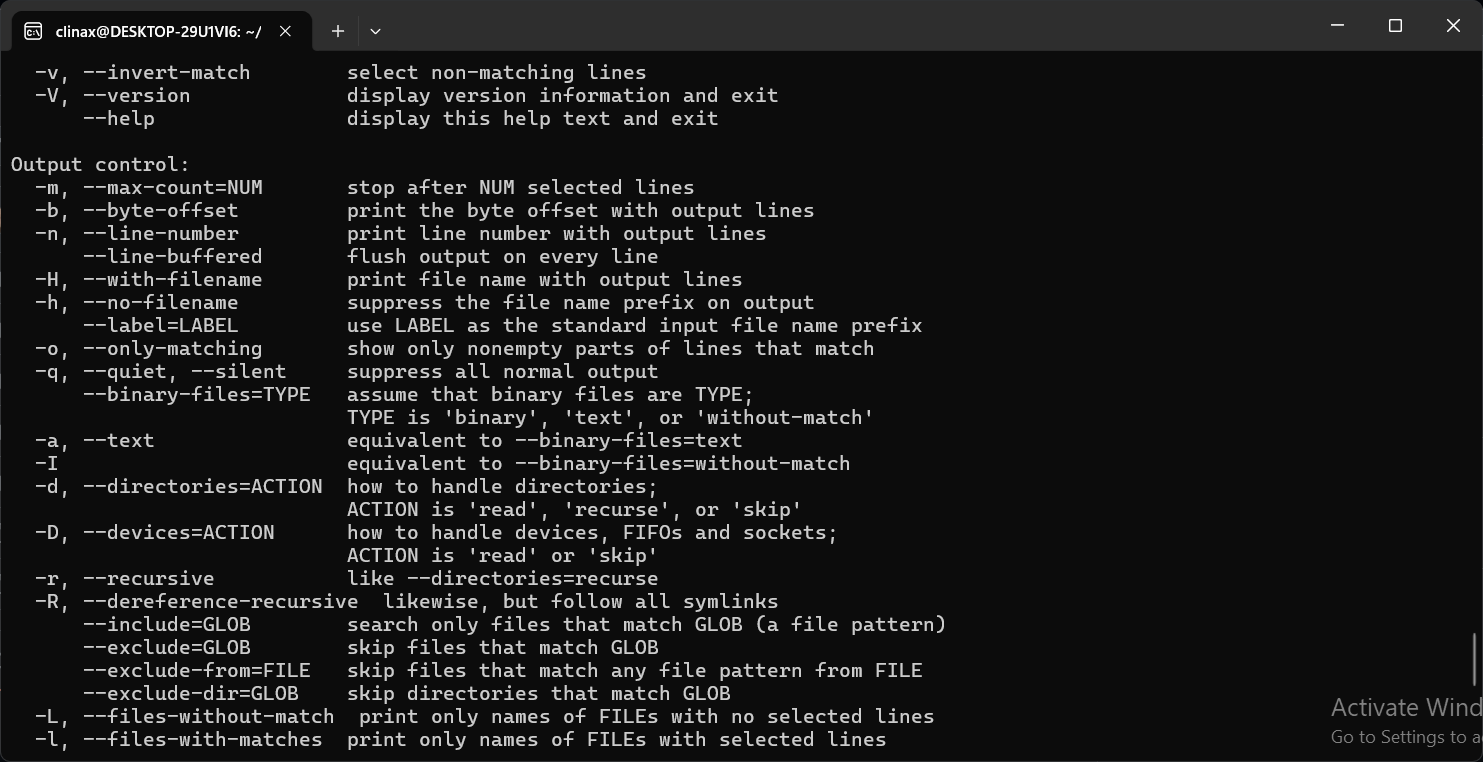 clinax@DESKTOP-29U1VI6: ~/
  -v, --invert-match        select non-matching lines
  -V, --version             display version information and exit
      --help                display this help text and exit

Output control:
  -m, --max-count=NUM       stop after NUM selected lines
  -b, --byte-offset         print the byte offset with output lines
  -n, --line-number         print line number with output lines
      --line-buffered       flush output on every line
  -H, --with-filename       print file name with output lines
  -h, --no-filename         suppress the file name prefix on output
      --label=LABEL         use LABEL as the standard input file name prefix
  -o, --only-matching       show only nonempty parts of lines that match
  -q, --quiet, --silent     suppress all normal output
      --binary-files=TYPE   assume that binary files are TYPE;
                            TYPE is 'binary', 'text', or 'without-match'
  -a, --text                equivalent to --binary-files=text
  -I                        equivalent to --binary-files=without-match
  -d, --directories=ACTION  how to handle directories;
                            ACTION is 'read', 'recurse', or 'skip'
  -D, --devices=ACTION      how to handle devices, FIFOs and sockets;
                            ACTION is 'read' or 'skip'
  -r, --recursive           like --directories=recurse
  -R, --dereference-recursive  likewise, but follow all symlinks
      --include=GLOB        search only files that match GLOB (a file pattern)
      --exclude=GLOB        skip files that match GLOB
      --exclude-from=FILE   skip files that match any file pattern from FILE
      --exclude-dir=GLOB    skip directories that match GLOB
  -L, --files-without-match  print only names of FILEs with no selected lines
  -l, --files-with-matches  print only names of FILEs with selected lines
Activate Wind
Go to Settings to a